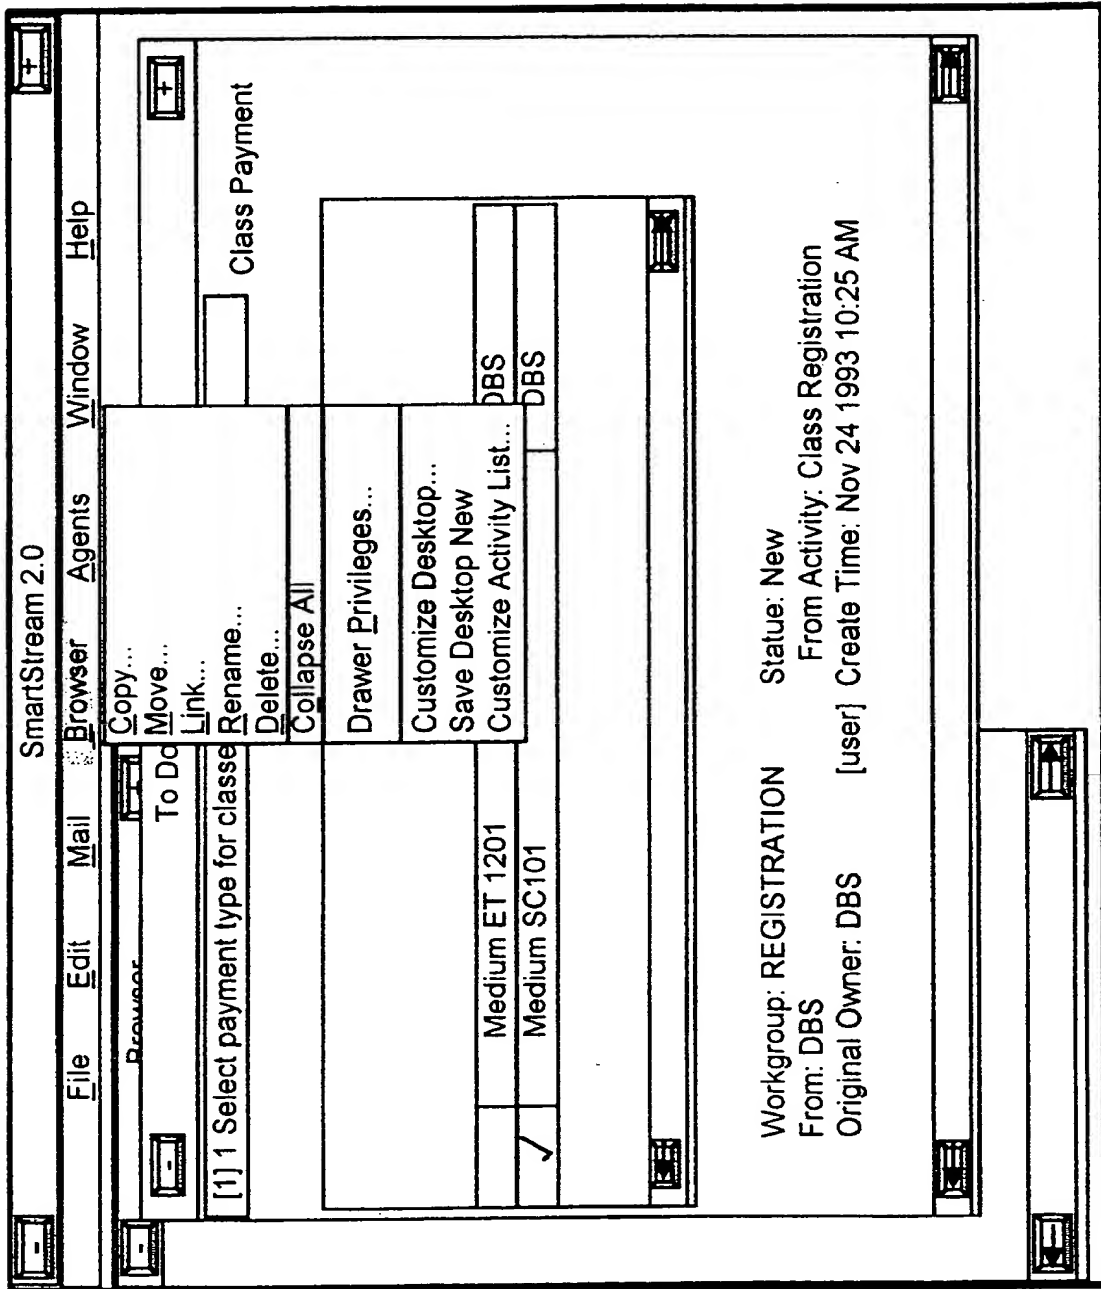 SmartStream 2.0
File Edit Mail Browser Agents Window Help
Browser
Copy...
Move...
Link...
Rename...
Delete...
Collapse All
Drawer Privileges...
Customize Desktop...
Save Desktop New
Customize Activity List...
To Do
[1] 1 Select payment type for classe
Class Payment
Medium ET 1201 DBS
✓ Medium SC101 DBS
Workgroup: REGISTRATION Statue: New
From: DBS From Activity: Class Registration
Original Owner: DBS [user] Create Time: Nov 24 1993 10:25 AM